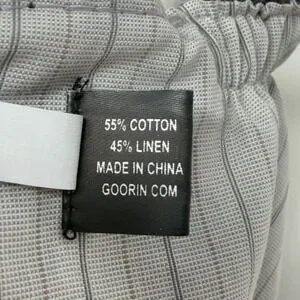 55% COTTON
45% LINEN
MADE IN CHINA
GOORIN COM